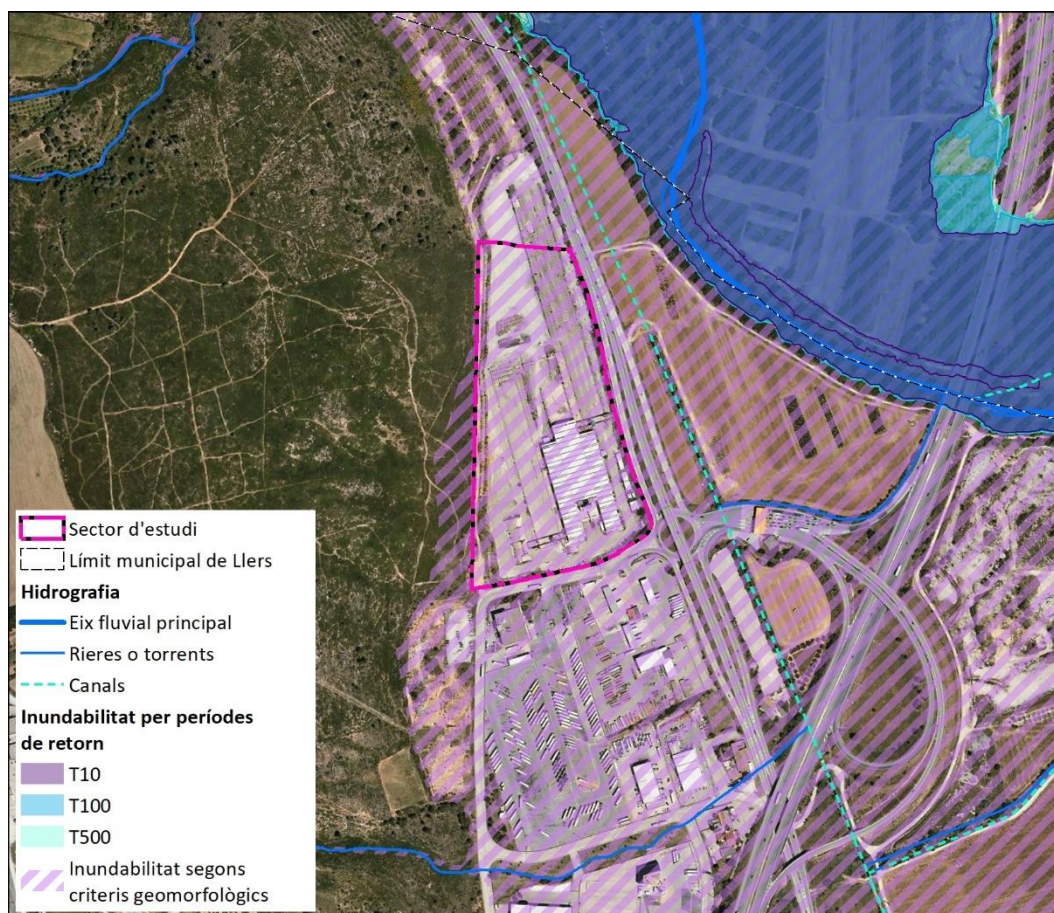 Sector d'estudi
Límit municipal de Llers
Hidrografia
Eix fluvial principal
Rieres o torrents
Canals
Inundabilitat per períodes
de retorn
T10
T100
T500
Inundabilitat segons
criteris geomorfològics